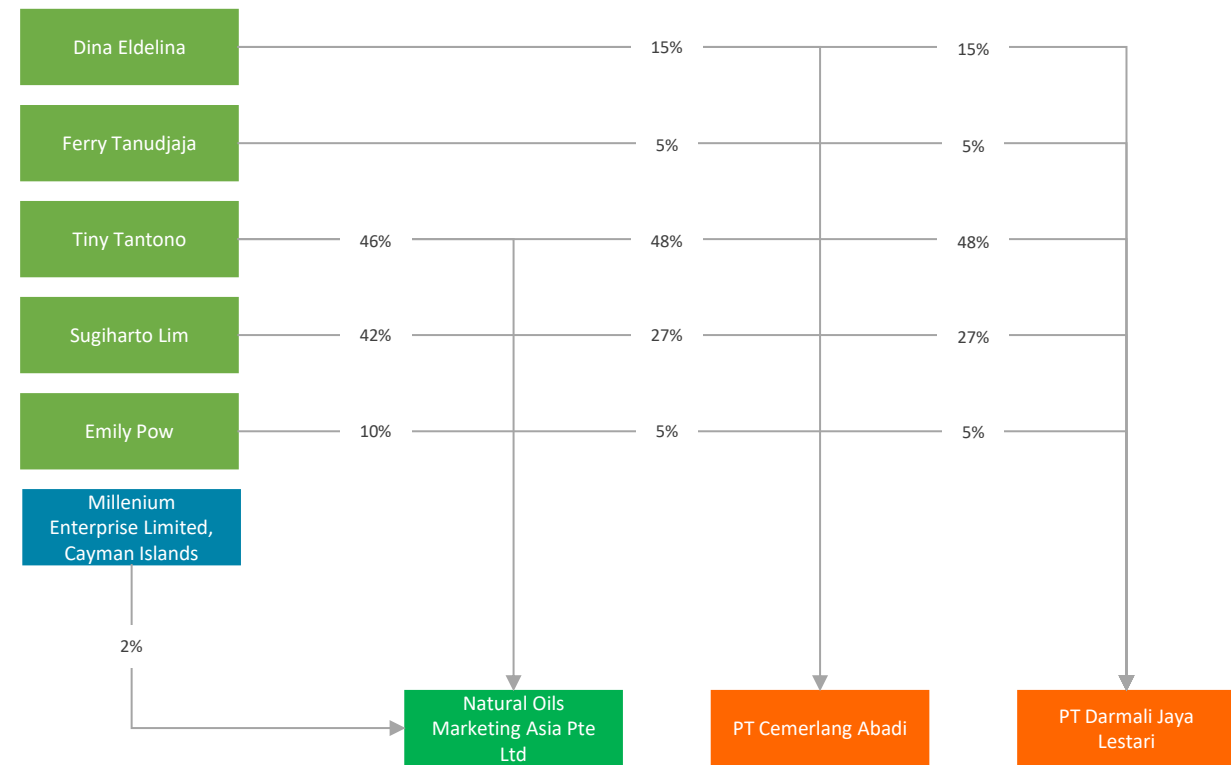 Dina Eldelina
15%
15%
Ferry Tanudjaja
5%
5%
Tiny Tantono
46%
48%
48%
Sugiharto Lim
42%
27%
27%
Emily Pow
10%
5%
5%
Millenium
Enterprise Limited,
Cayman Islands
2%
Natural Oils
Marketing Asia Pte
Ltd
PT Cemerlang Abadi
PT Darmali Jaya
Lestari